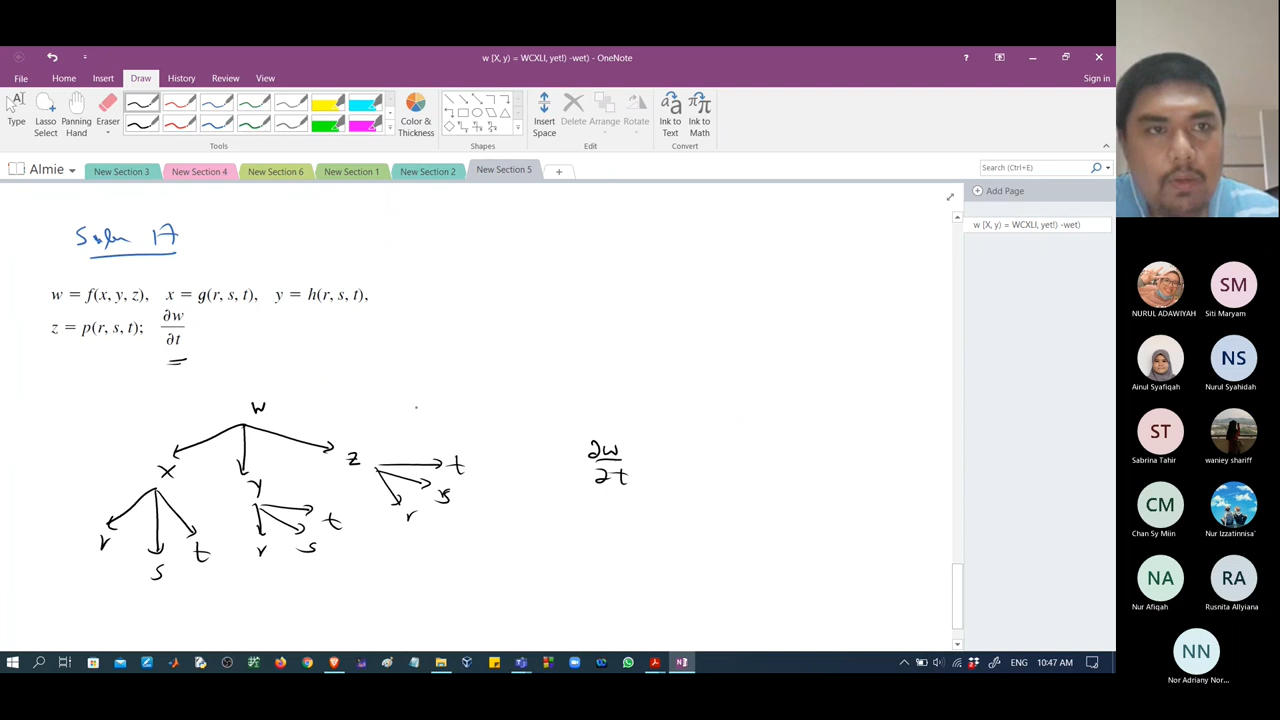 w [X, y) = WCXLI, yet!) -wet) - OneNote
?
File Home Insert Draw History Review View
Sign in
Type
Lasso Select
Panning Hand
Eraser
Color & Thickness
Insert Space
Delete
Arrange
Rotate
Ink to Text
Ink to Math
Tools
Shapes
Edit
Convert
Almie
New Section 3
New Section 4
New Section 6
New Section 1
New Section 2
New Section 5
Search (Ctrl+E)
Add Page
w [X, y) = WCXLI, yet!) -wet)
17
w = f(x, y, z), x = g(r, s, t), y = h(r, s, t),
z = p(r, s, t); ∂w/∂t
w
x y z
t
s
r
r s t
r s t
∂w/∂t
NURUL ADAWIYAH
SM
Siti Maryam
Ainul Syafiqah
NS
Nurul Syahidah
ST
Sabrina Tahir
waniey shariff
CM
Chan Sy Miin
Nur Izzatinnisa'
NA
Nur Afiqah
RA
Rusnita Allyiana
NN
Nor Adriany Nor...
ENG
10:47 AM